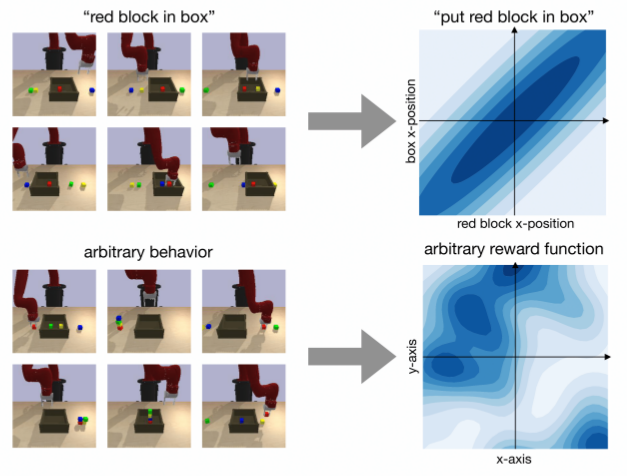 “red block in box”
“put red block in box”
box x-position
red block x-position
arbitrary behavior
arbitrary reward function
y-axis
x-axis